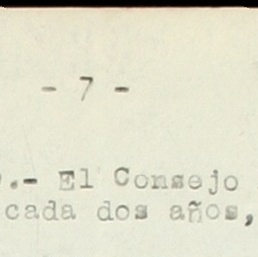 - 7 -
.- El Consejo
cada dos años,